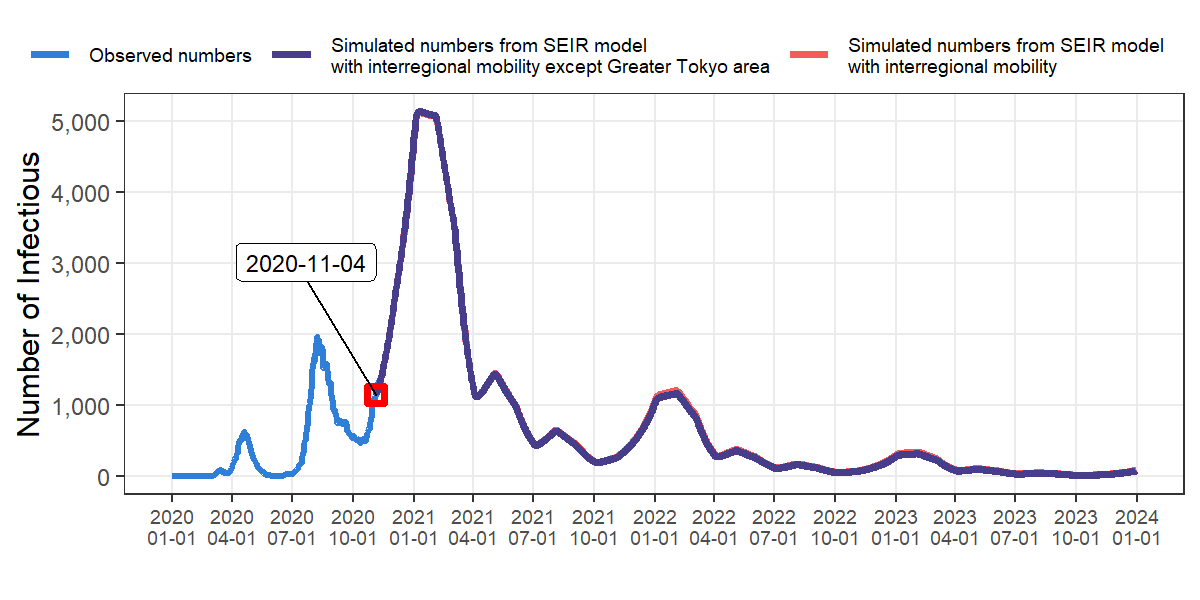 Observed numbers
Simulated numbers from SEIR model
with interregional mobility except Greater Tokyo area
Simulated numbers from SEIR model
with interregional mobility
Number of Infectious
5,000
4,000
3,000
2,000
1,000
0
2020-11-04
2020 2020 2020 2020 2021 2021 2021 2021 2022 2022 2022 2022 2023 2023 2023 2023 2024
01-01 04-01 07-01 10-01 01-01 04-01 07-01 10-01 01-01 04-01 07-01 10-01 01-01 04-01 07-01 10-01 01-01